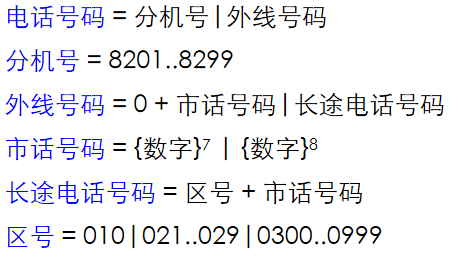 电话号码 = 分机号 | 外线号码
分机号 = 8201..8299
外线号码 = 0 + 市话号码 | 长途电话号码
市话号码 = {数字}⁷ | {数字}⁸
长途电话号码 = 区号 + 市话号码
区号 = 010 | 021..029 | 0300..0999